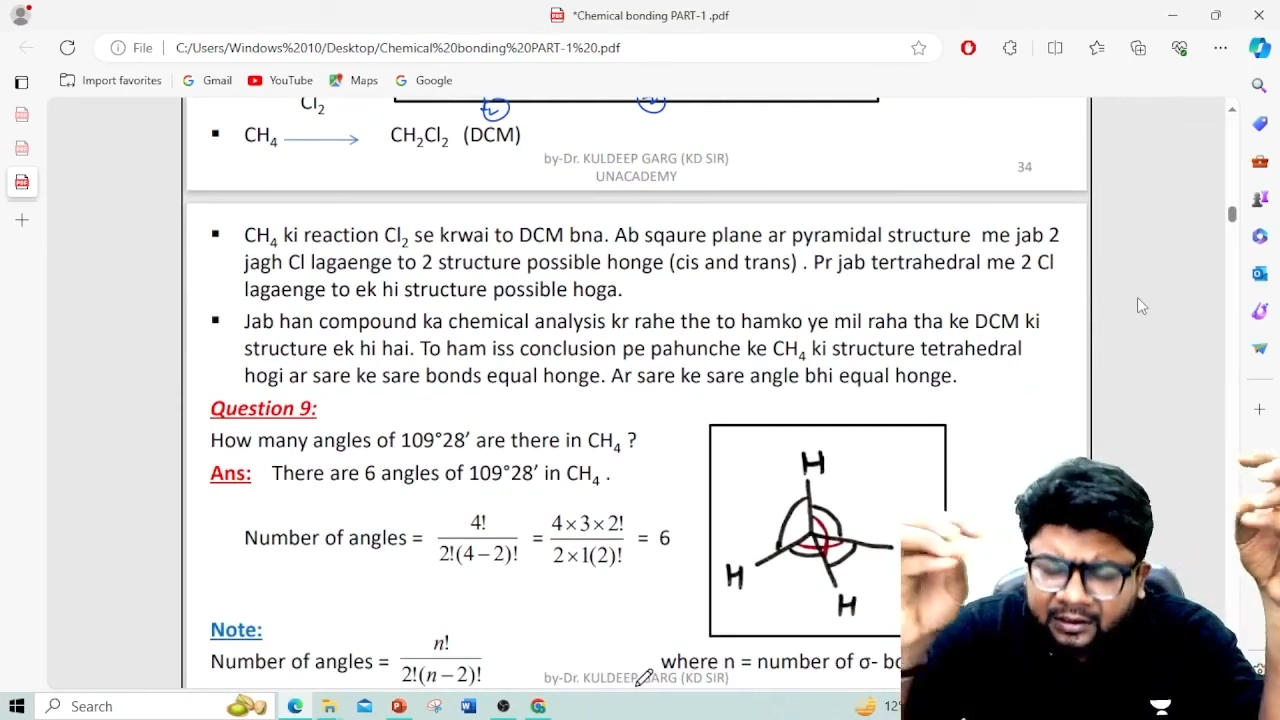 *Chemical bonding PART-1 .pdf
File
C:/Users/Windows%2010/Desktop/Chemical%20bonding%20PART-1%20.pdf
Import favorites
Gmail
YouTube
Maps
Google
Cl2
CH4 CH2Cl2 (DCM)
by-Dr. KULDEEP GARG (KD SIR)
UNACADEMY
34
CH4 ki reaction Cl2 se krwai to DCM bna. Ab sqaure plane ar pyramidal structure me jab 2
jagh Cl lagaenge to 2 structure possible honge (cis and trans) . Pr jab tertrahedral me 2 Cl
lagaenge to ek hi structure possible hoga.
Jab han compound ka chemical analysis kr rahe the to hamko ye mil raha tha ke DCM ki
structure ek hi hai. To ham iss conclusion pe pahunche ke CH4 ki structure tetrahedral
hogi ar sare ke sare bonds equal honge. Ar sare ke sare angle bhi equal honge.
Question 9:
How many angles of 109°28′ are there in CH4 ?
Ans: There are 6 angles of 109°28′ in CH4 .
Number of angles = 4! / 2!(4−2)! = 4×3×2! / 2×1(2)! = 6
H
H
H
Note:
Number of angles = n! / 2!(n−2)! where n = number of σ- bo
by-Dr. KULDEEP GARG (KD SIR)
Search
12°